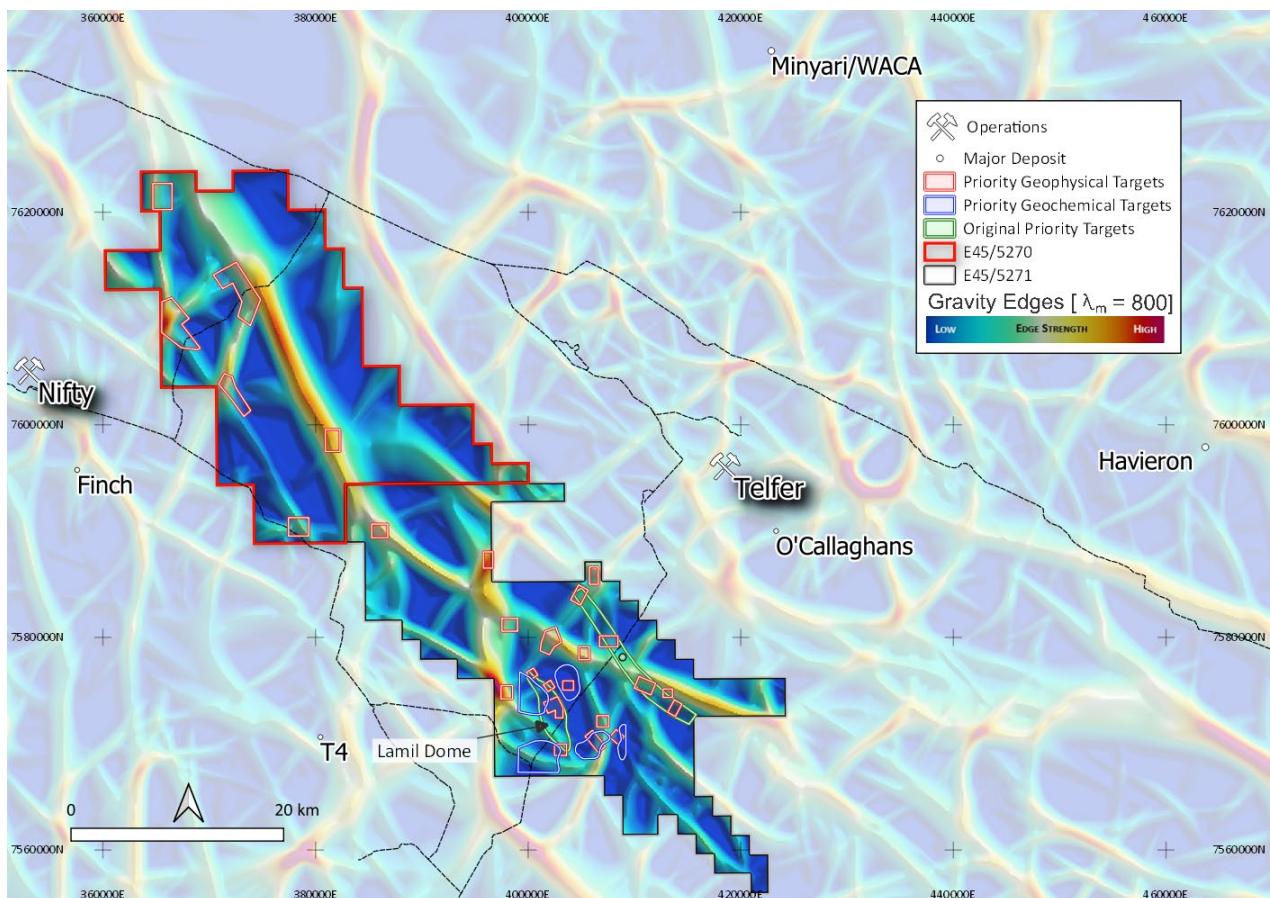 360000E
380000E
400000E
420000E
440000E
460000E
Minyari/WACA
Operations
Major Deposit
Priority Geophysical Targets
Priority Geochemical Targets
Original Priority Targets
E45/5270
E45/5271
Gravity Edges [ λm = 800]
LOW
EDGE STRENGTH
HIGH
7620000N
7620000N
Nifty
7600000N
7600000N
Finch
Telfer
Havieron
O'Callaghans
7580000N
7580000N
Lamil Dome
T4
0
20 km
7560000N
7560000N
360000E
380000E
400000E
420000E
440000E
460000E